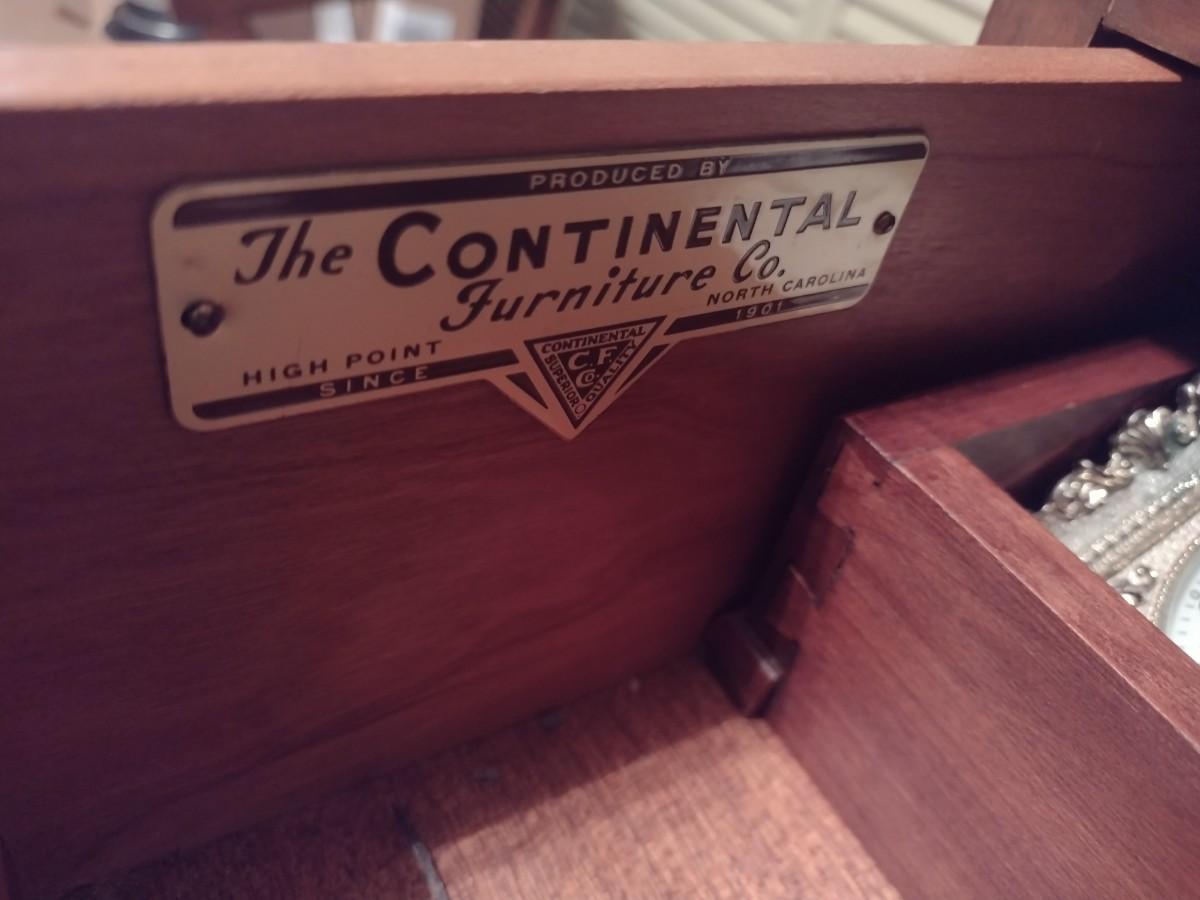 PRODUCED BY
The CONTINENTAL
Furniture Co.
HIGH POINT NORTH CAROLINA
SINCE 1901
CONTINENTAL
SUPERIOR QUALITY
C.F.
Co.